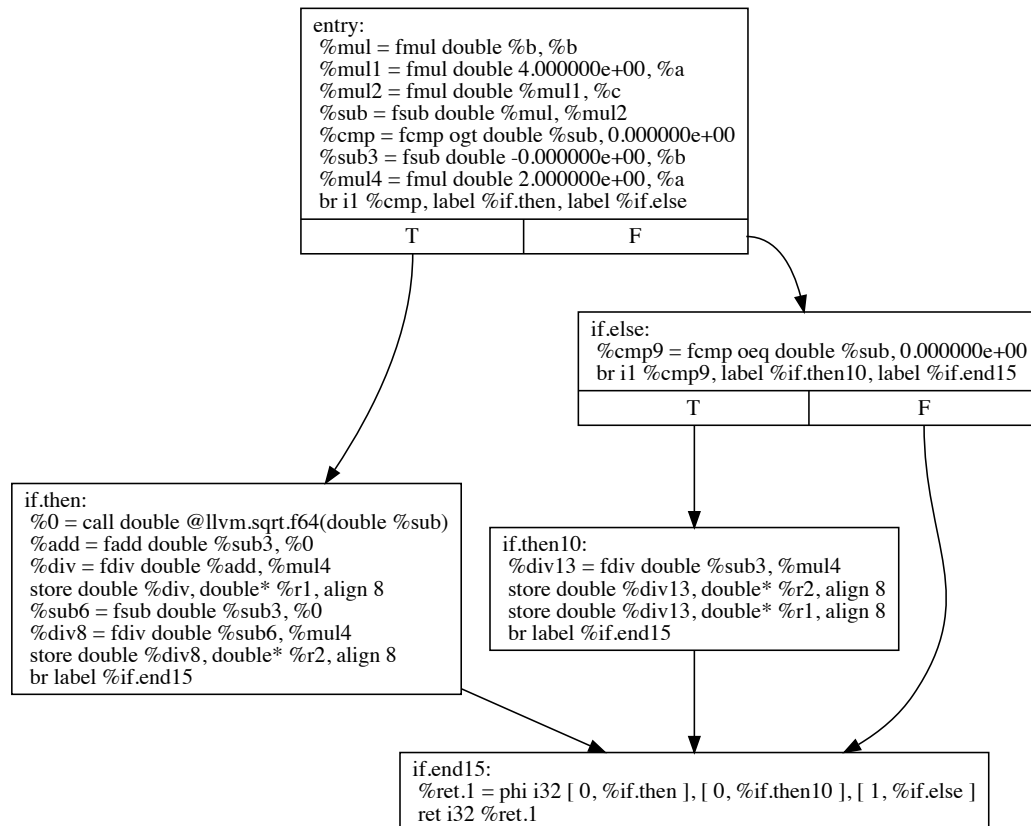 entry:
%mul = fmul double %b, %b
%mul1 = fmul double 4.000000e+00, %a
%mul2 = fmul double %mul1, %c
%sub = fsub double %mul, %mul2
%cmp = fcmp ogt double %sub, 0.000000e+00
%sub3 = fsub double -0.000000e+00, %b
%mul4 = fmul double 2.000000e+00, %a
br i1 %cmp, label %if.then, label %if.else
T
F
if.else:
%cmp9 = fcmp oeq double %sub, 0.000000e+00
br i1 %cmp9, label %if.then10, label %if.end15
T
F
if.then:
%0 = call double @llvm.sqrt.f64(double %sub)
%add = fadd double %sub3, %0
%div = fdiv double %add, %mul4
store double %div, double* %r1, align 8
%sub6 = fsub double %sub3, %0
%div8 = fdiv double %sub6, %mul4
store double %div8, double* %r2, align 8
br label %if.end15
if.then10:
%div13 = fdiv double %sub3, %mul4
store double %div13, double* %r2, align 8
store double %div13, double* %r1, align 8
br label %if.end15
if.end15:
%ret.1 = phi i32 [ 0, %if.then ], [ 0, %if.then10 ], [ 1, %if.else ]
ret i32 %ret.1